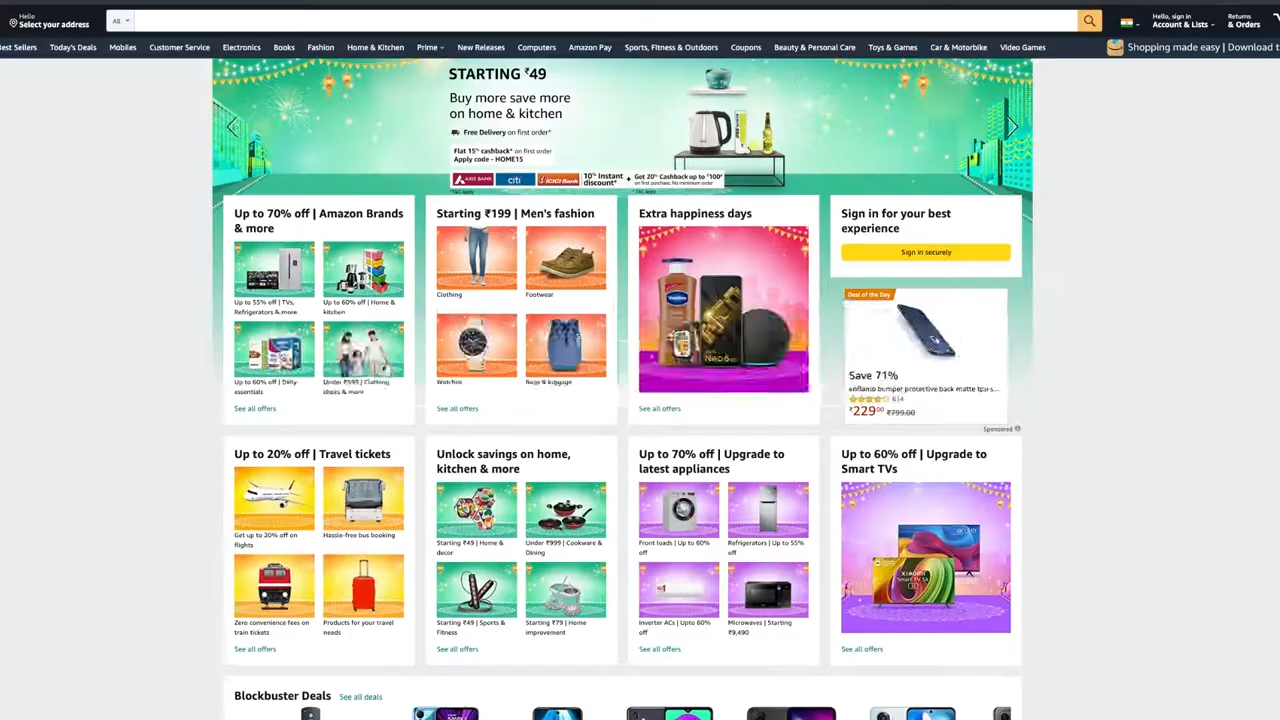 Hello
Select your address
All
Hello, sign in
Account & Lists
Returns
& Orders
Best Sellers
Today's Deals
Mobiles
Customer Service
Electronics
Books
Fashion
Home & Kitchen
Prime
New Releases
Computers
Amazon Pay
Sports, Fitness & Outdoors
Coupons
Beauty & Personal Care
Toys & Games
Car & Motorbike
Video Games
Shopping made easy | Download t
STARTING ₹49
Buy more save more
on home & kitchen
Free Delivery on first order*
Flat 15% cashback* on first order
Apply code - HOME15
AXIS BANK
citi
ICICI Bank
10% Instant
discount*
+
Get 20% Cashback up to ₹100*
on first purchase. No minimum order
*T&C apply
Up to 70% off | Amazon Brands
& more
Up to 55% off | TVs,
Refrigerators & more
Up to 60% off | Home &
kitchen
Up to 60% off | Daily
essentials
Under ₹599 | Clothing,
shoes & more
See all offers
Starting ₹199 | Men's fashion
Clothing
Footwear
Watches
Bags & luggage
See all offers
Extra happiness days
Vaseline
See all offers
Sign in for your best
experience
Sign in securely
Deal of the Day
Save 71%
bumper protective back matte tpu s...
₹229.00 ₹799.00
Sponsored
Up to 20% off | Travel tickets
Get up to 20% off on
flights
Hassle-free bus booking
Zero convenience fees on
train tickets
Products for your travel
needs
See all offers
Unlock savings on home,
kitchen & more
Starting ₹49 | Home &
decor
Under ₹999 | Cookware &
Dining
Starting ₹49 | Sports &
Fitness
Starting ₹79 | Home
improvement
See all offers
Up to 70% off | Upgrade to
latest appliances
Front loads | Up to 60%
off
Refrigerators | Up to 55%
off
Inverter ACs | Upto 60%
off
Microwaves | Starting
₹9,490
See all offers
Up to 60% off | Upgrade to
Smart TVs
xiaomi
Smart TV 5A
See all offers
Blockbuster Deals
See all deals